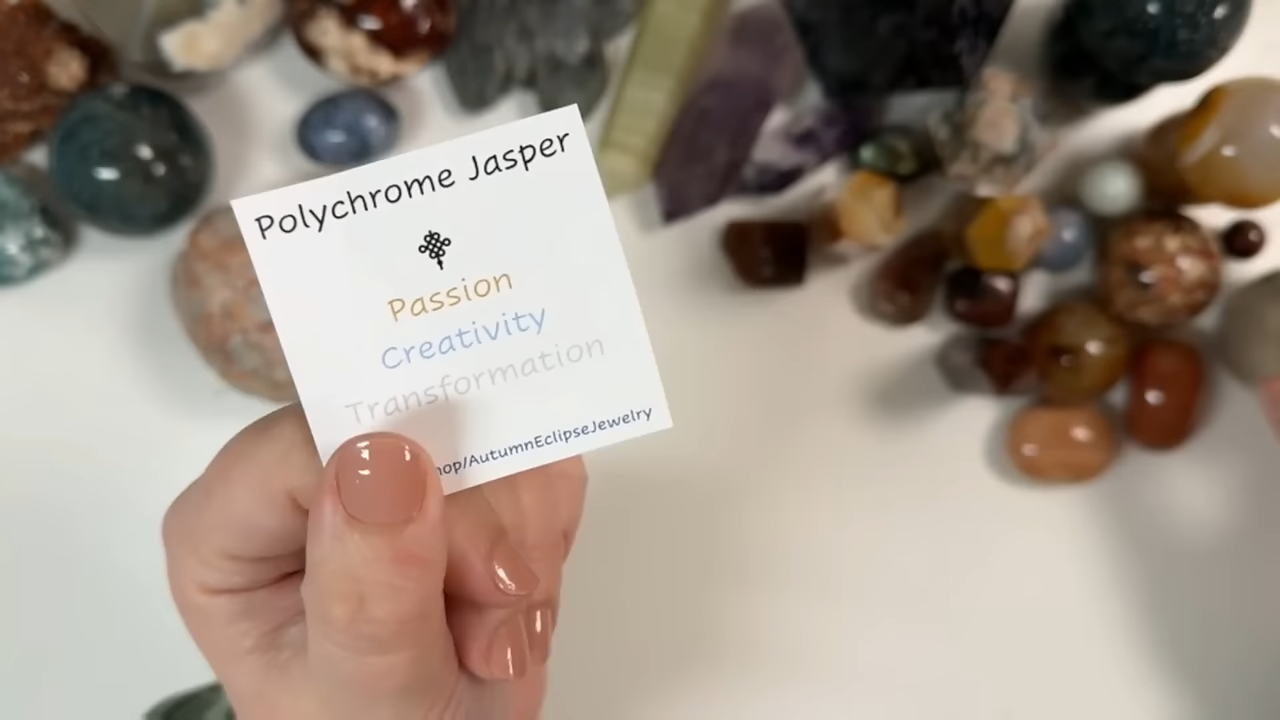 Polychrome Jasper
Passion
Creativity
Transformation
hop/AutumnEclipseJewelry